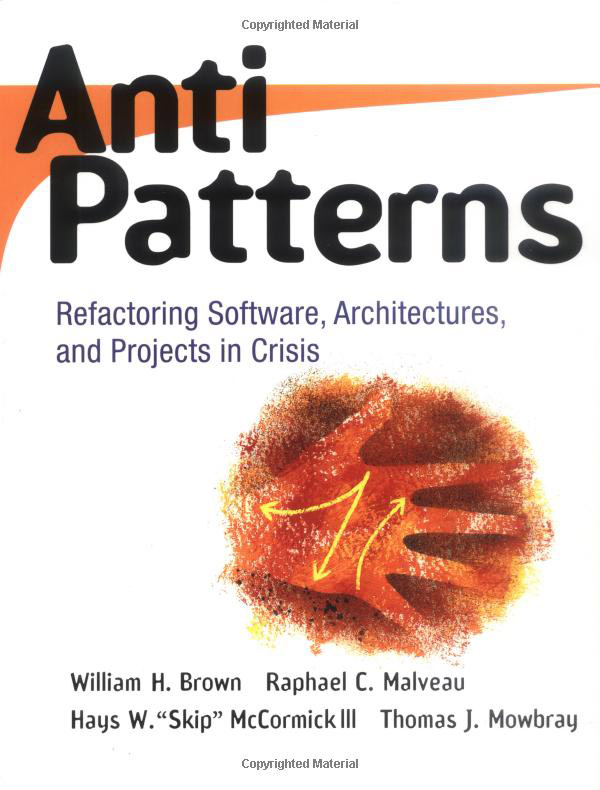 Copyrighted Material
Anti
Patterns
Refactoring Software, Architectures,
and Projects in Crisis
William H. Brown Raphael C. Malveau
Hays W. “Skip” McCormick III Thomas J. Mowbray
Copyrighted Material